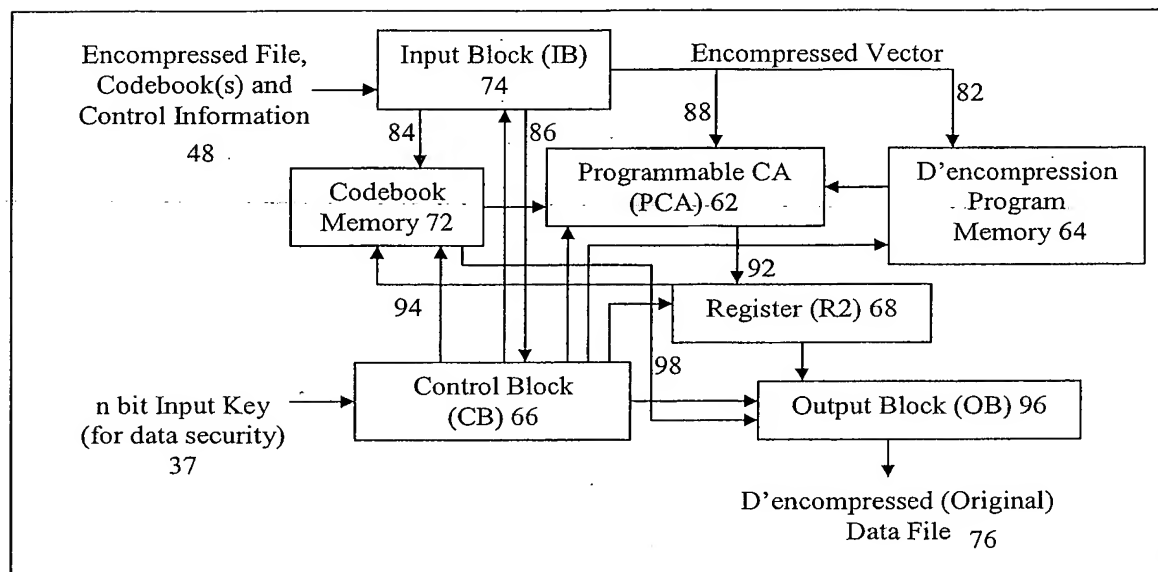 Encompressed File,
Codebook(s) and
Control Information
48
Input Block (IB)
74
Encompressed Vector
84
86
88
82
Codebook
Memory 72
Programmable CA
(PCA) 62
D'encompression
Program
Memory 64
92
94
Register (R2) 68
98
n bit Input Key
(for data security)
37
Control Block
(CB) 66
Output Block (OB) 96
D'encompressed (Original)
Data File 76